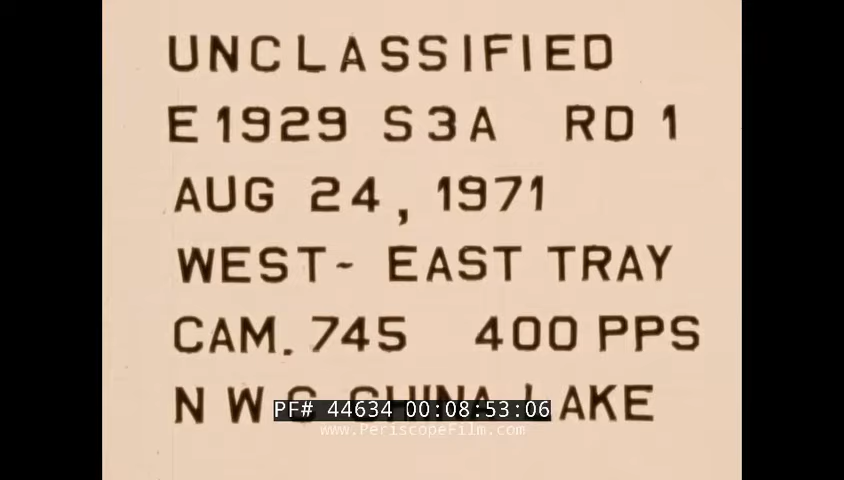 UNCLASSIFIED
E1929 S3A RD 1
AUG 24, 1971
WEST- EAST TRAY
CAM. 745 400 PPS
N W C CHINA LAKE
PF# 44634 00:08:53:06
www.PeriscopeFilm.com